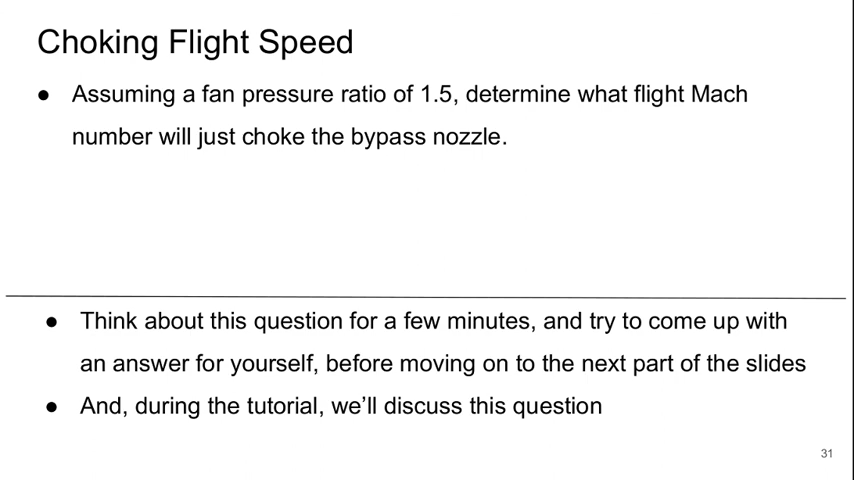 Choking Flight Speed
● Assuming a fan pressure ratio of 1.5, determine what flight Mach
number will just choke the bypass nozzle.
● Think about this question for a few minutes, and try to come up with
an answer for yourself, before moving on to the next part of the slides
● And, during the tutorial, we’ll discuss this question
31